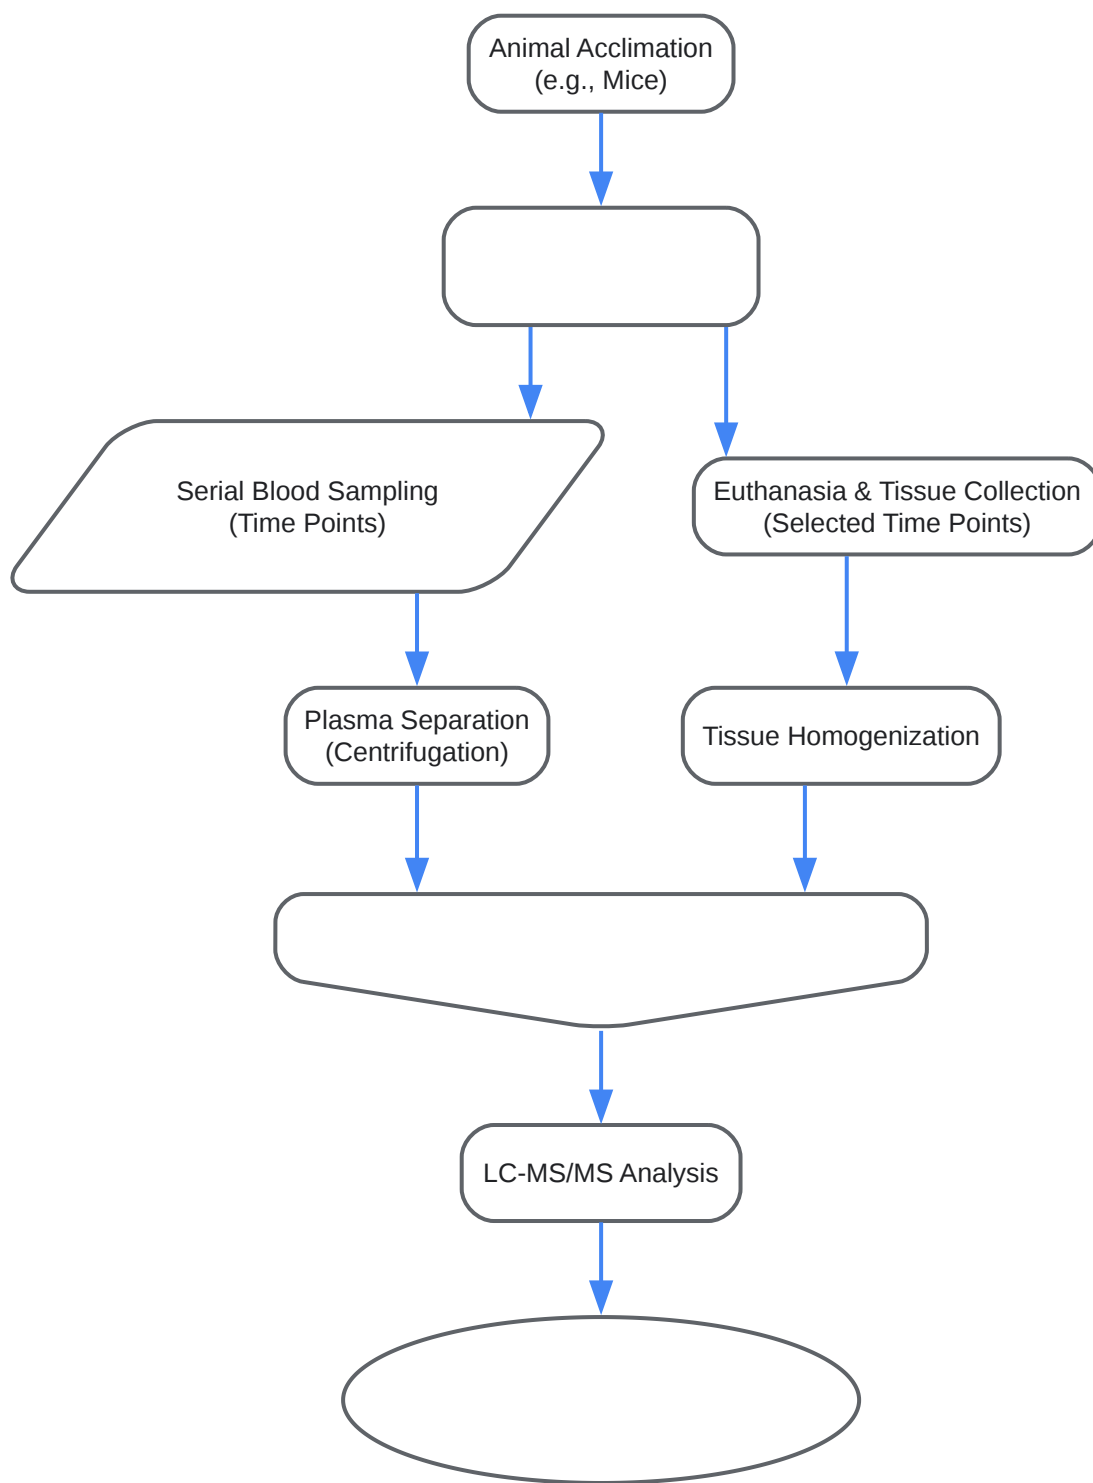 Animal Acclimation
(e.g., Mice)
Serial Blood Sampling
(Time Points)
Euthanasia & Tissue Collection
(Selected Time Points)
Plasma Separation
(Centrifugation)
Tissue Homogenization
LC-MS/MS Analysis